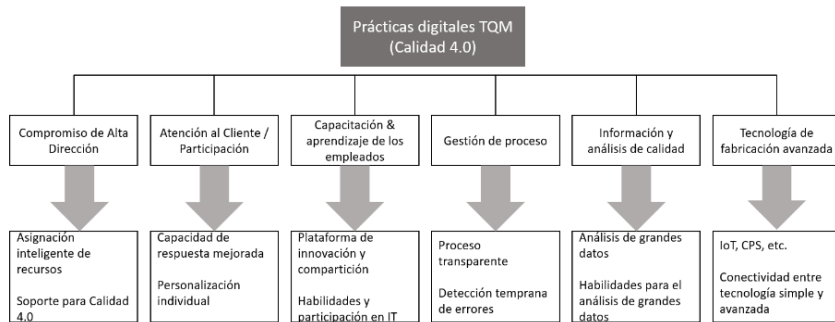 Prácticas digitales TQM
(Calidad 4.0)
Compromiso de Alta
Dirección
Atención al Cliente /
Participación
Capacitación &
aprendizaje de los
empleados
Gestión de proceso
Información y
análisis de calidad
Tecnología de
fabricación avanzada
Asignación
inteligente de
recursos
Soporte para Calidad
4.0
Capacidad de
respuesta mejorada
Personalización
individual
Plataforma de
innovación y
compartición
Habilidades y
participación en IT
Proceso
transparente
Detección temprana
de errores
Análisis de grandes
datos
Habilidades para el
análisis de grandes
datos
IoT, CPS, etc.
Conectividad entre
tecnología simple y
avanzada